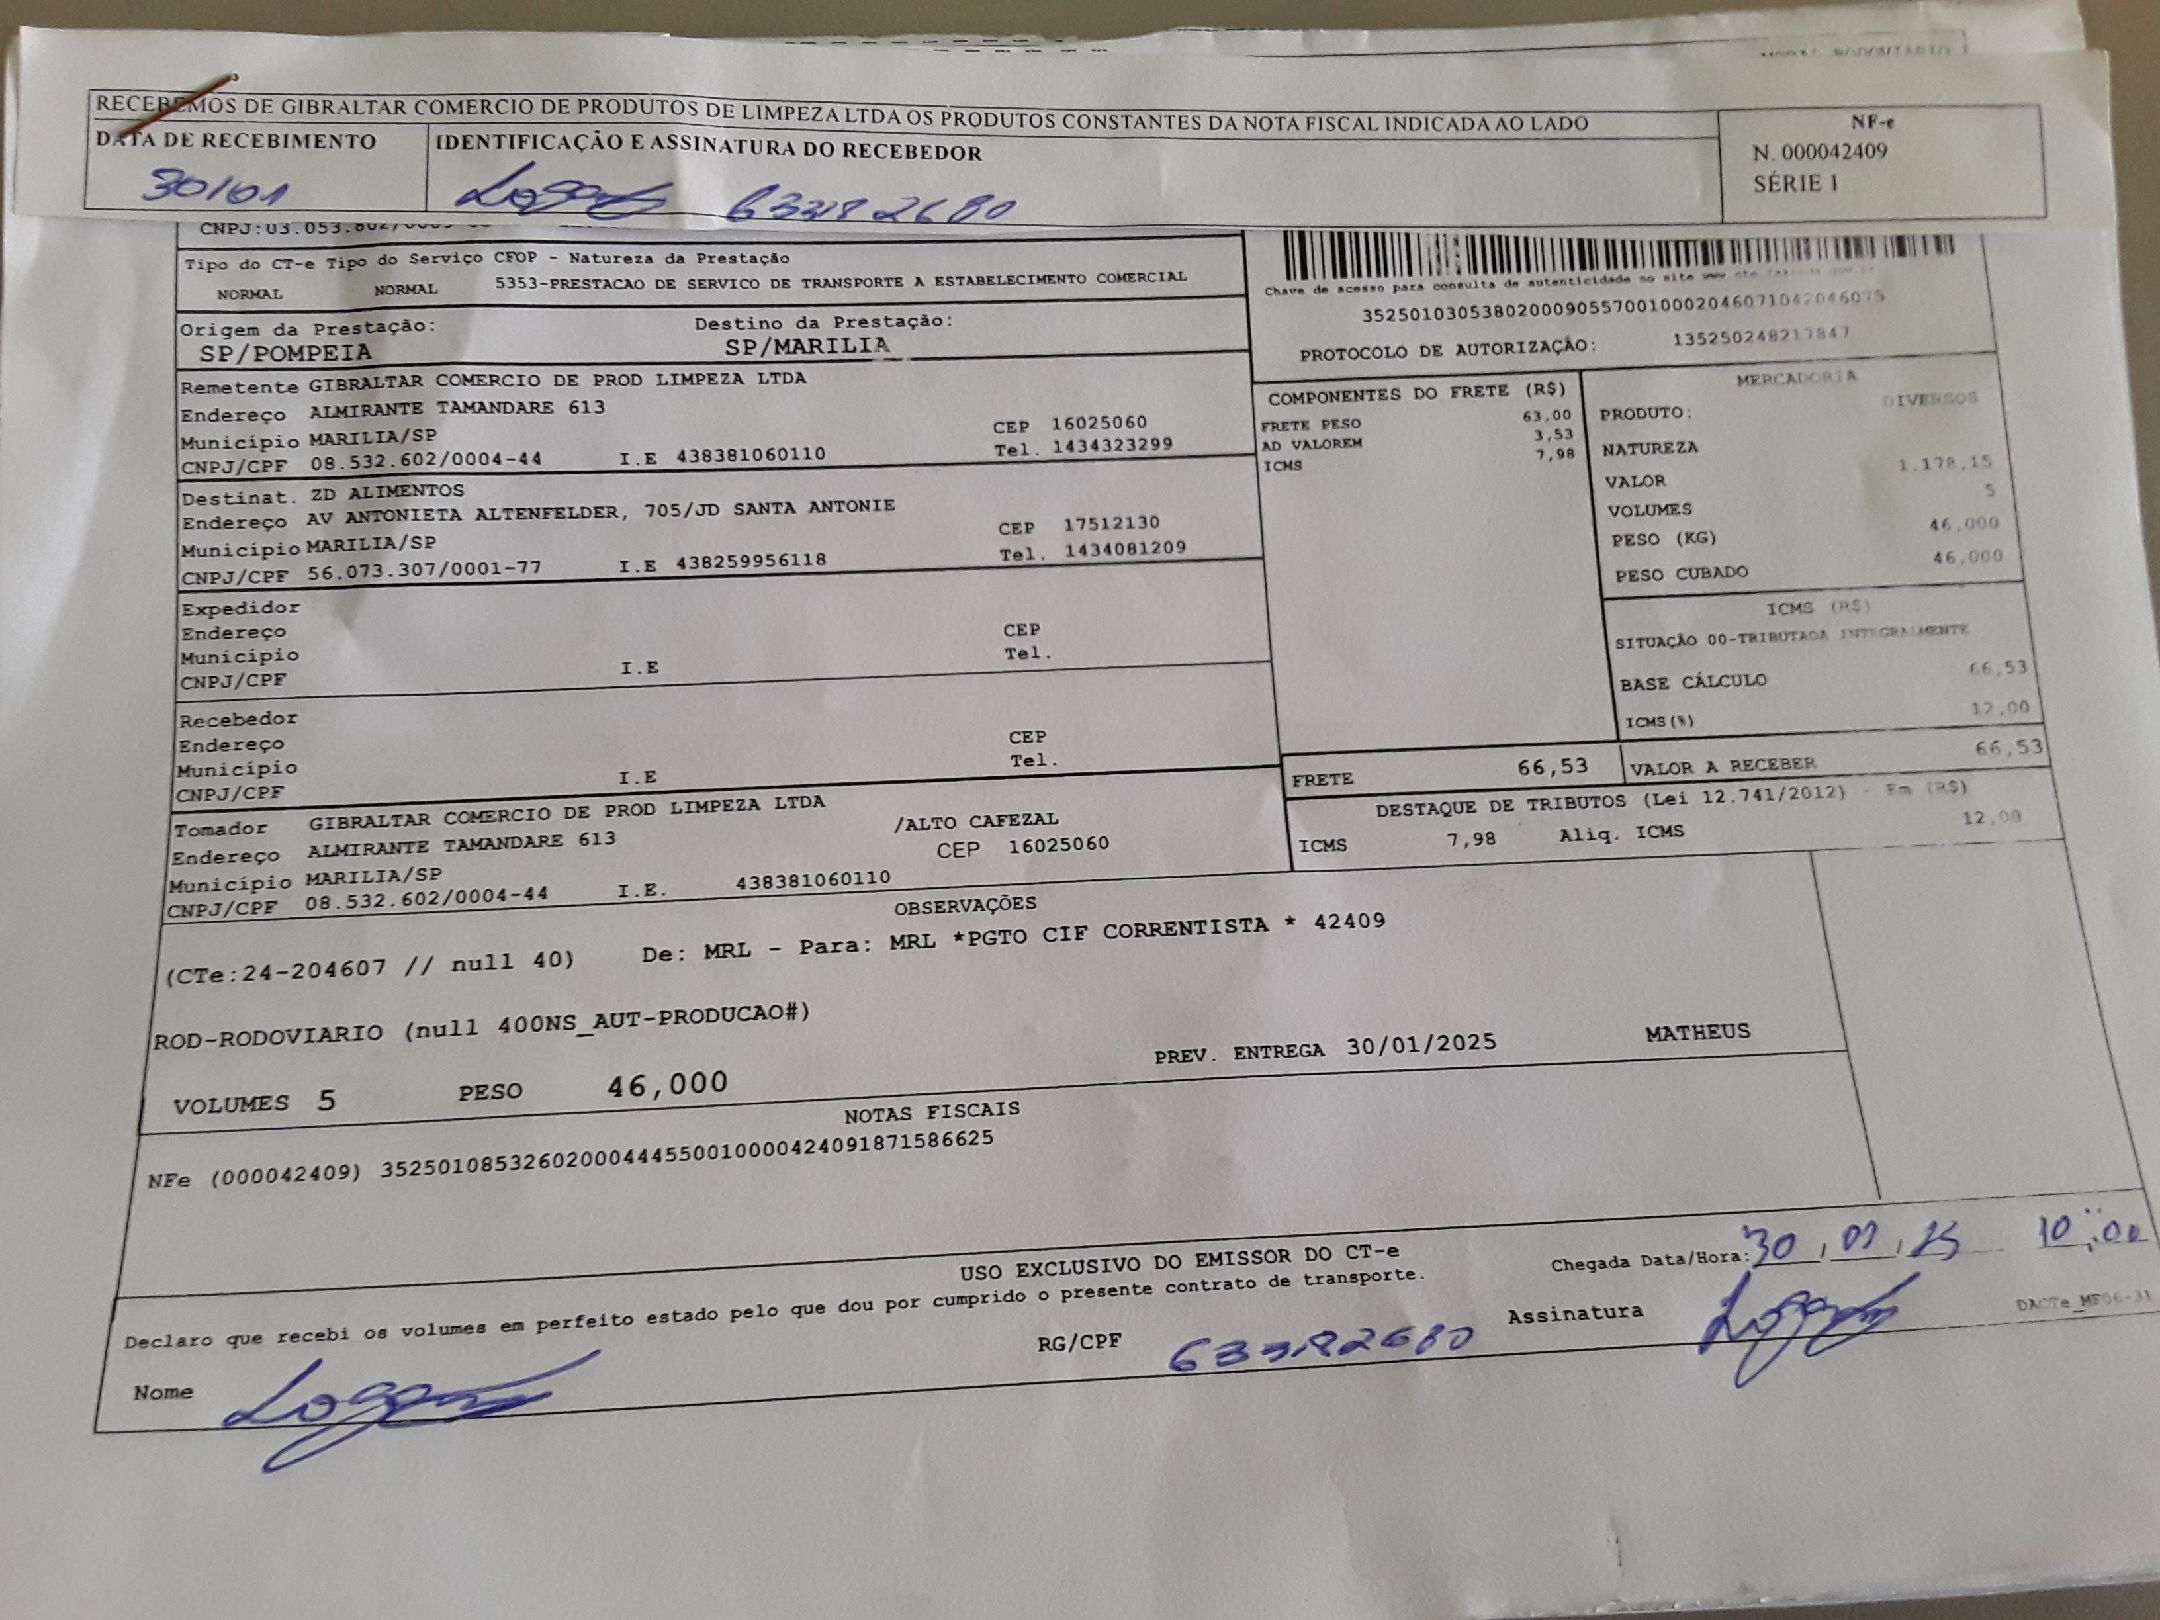 RECEBEMOS DE GIBRALTAR COMERCIO DE PRODUTOS DE LIMPEZA LTDA OS PRODUTOS CONSTANTES DA NOTA FISCAL INDICADA AO LADO
DATA DE RECEBIMENTO
30/01
IDENTIFICAÇÃO E ASSINATURA DO RECEBEDOR
NF-e
N. 000042409
SÉRIE 1
Tipo do CT-e Tipo do Serviço CFOP - Natureza da Prestação
NORMAL NORMAL 5353-PRESTACAO DE SERVICO DE TRANSPORTE A ESTABELECIMENTO COMERCIAL
Origem da Prestação: Destino da Prestação:
SP/POMPEIA SP/MARILIA
Remetente GIBRALTAR COMERCIO DE PROD LIMPEZA LTDA
Endereço ALMIRANTE TAMANDARE 613
Município MARILIA/SP CEP 16025060
CNPJ/CPF 08.532.602/0004-44 I.E 438381060110 Tel. 1434323299
Destinat. ZD ALIMENTOS
Endereço AV ANTONIETA ALTENFELDER, 705/JD SANTA ANTONIE
Município MARILIA/SP CEP 17512130
CNPJ/CPF 56.073.307/0001-77 I.E 438259956118 Tel. 1434081209
Expedidor
Endereço
Município CEP
CNPJ/CPF I.E Tel.
Recebedor
Endereço
Município CEP
CNPJ/CPF I.E Tel.
Tomador GIBRALTAR COMERCIO DE PROD LIMPEZA LTDA
Endereço ALMIRANTE TAMANDARE 613 /ALTO CAFEZAL
Município MARILIA/SP CEP 16025060
CNPJ/CPF 08.532.602/0004-44 I.E. 438381060110
Chave de acesso para consulta de autenticidade no site
35250103053802000905570010002046071042046075
PROTOCOLO DE AUTORIZAÇÃO: 135250248217847
COMPONENTES DO FRETE (R$)
FRETE PESO 63,00
AD VALOREM 3,53
ICMS 7,98
MERCADORIA
PRODUTO: DIVERSOS
NATUREZA
VALOR 1.178,15
VOLUMES 5
PESO (KG) 46,000
PESO CUBADO 46,000
ICMS (R$)
SITUAÇÃO 00-TRIBUTADA INTEGRALMENTE
BASE CÁLCULO 66,53
ICMS(%) 12,00
FRETE 66,53 VALOR A RECEBER 66,53
DESTAQUE DE TRIBUTOS (Lei 12.741/2012) - Em (R$)
ICMS 7,98 Aliq. ICMS 12,00
OBSERVAÇÕES
(CTe:24-204607 // null 40) De: MRL - Para: MRL *PGTO CIF CORRENTISTA * 42409
ROD-RODOVIARIO (null 400NS_AUT-PRODUCAO#)
VOLUMES 5 PESO 46,000 PREV. ENTREGA 30/01/2025 MATHEUS
NOTAS FISCAIS
NFe (000042409) 35250108532602000444550010000424091871586625
USO EXCLUSIVO DO EMISSOR DO CT-e
Declaro que recebi os volumes em perfeito estado pelo que dou por cumprido o presente contrato de transporte.
Chegada Data/Hora: 30/01/25 10:00
Nome RG/CPF Assinatura